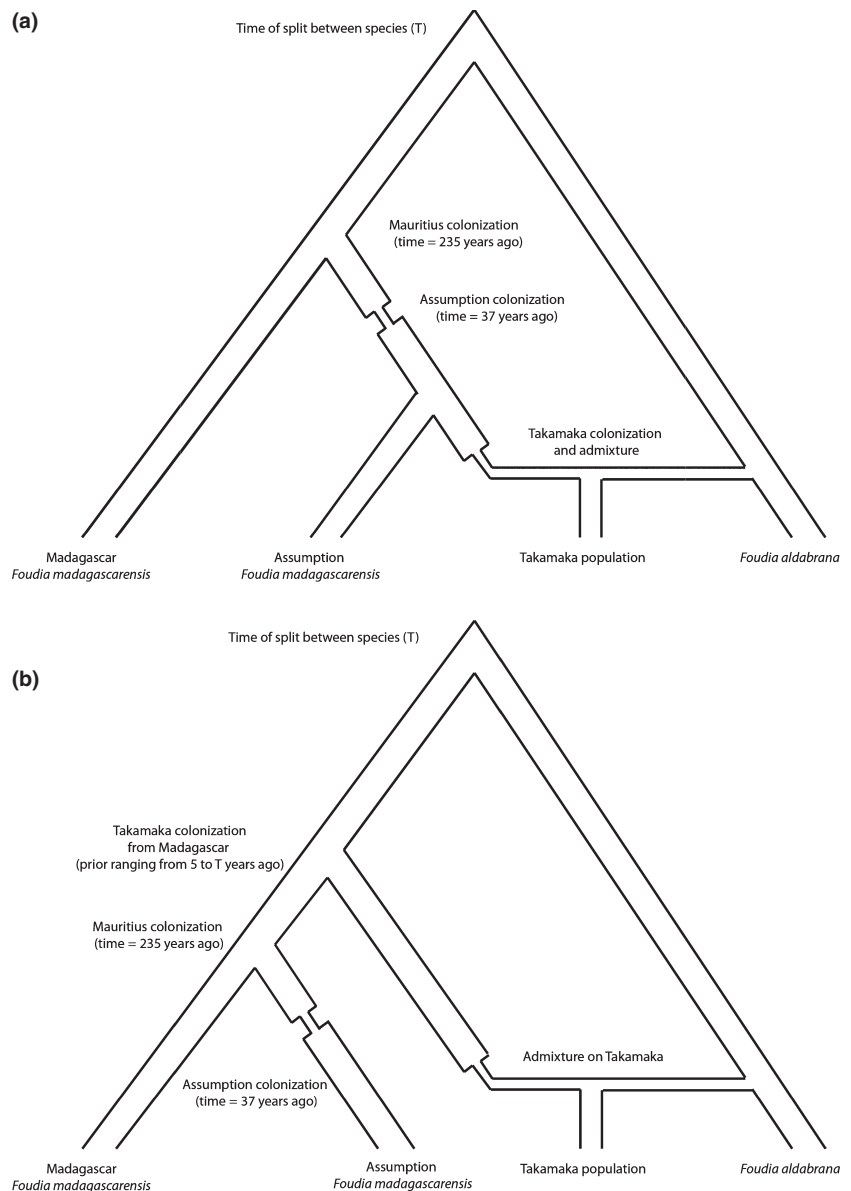 (a)
Time of split between species (T)
Mauritius colonization
(time = 235 years ago)
Assumption colonization
(time = 37 years ago)
Takamaka colonization
and admixture
Madagascar
Foudia madagascarensis
Assumption
Foudia madagascarensis
Takamaka population
Foudia aldabrana
Time of split between species (T)
(b)
Takamaka colonization
from Madagascar
(prior ranging from 5 to T years ago)
Mauritius colonization
(time = 235 years ago)
Admixture on Takamaka
Assumption colonization
(time = 37 years ago)
Madagascar
Foudia madagascarensis
Assumption
Foudia madagascarensis
Takamaka population
Foudia aldabrana